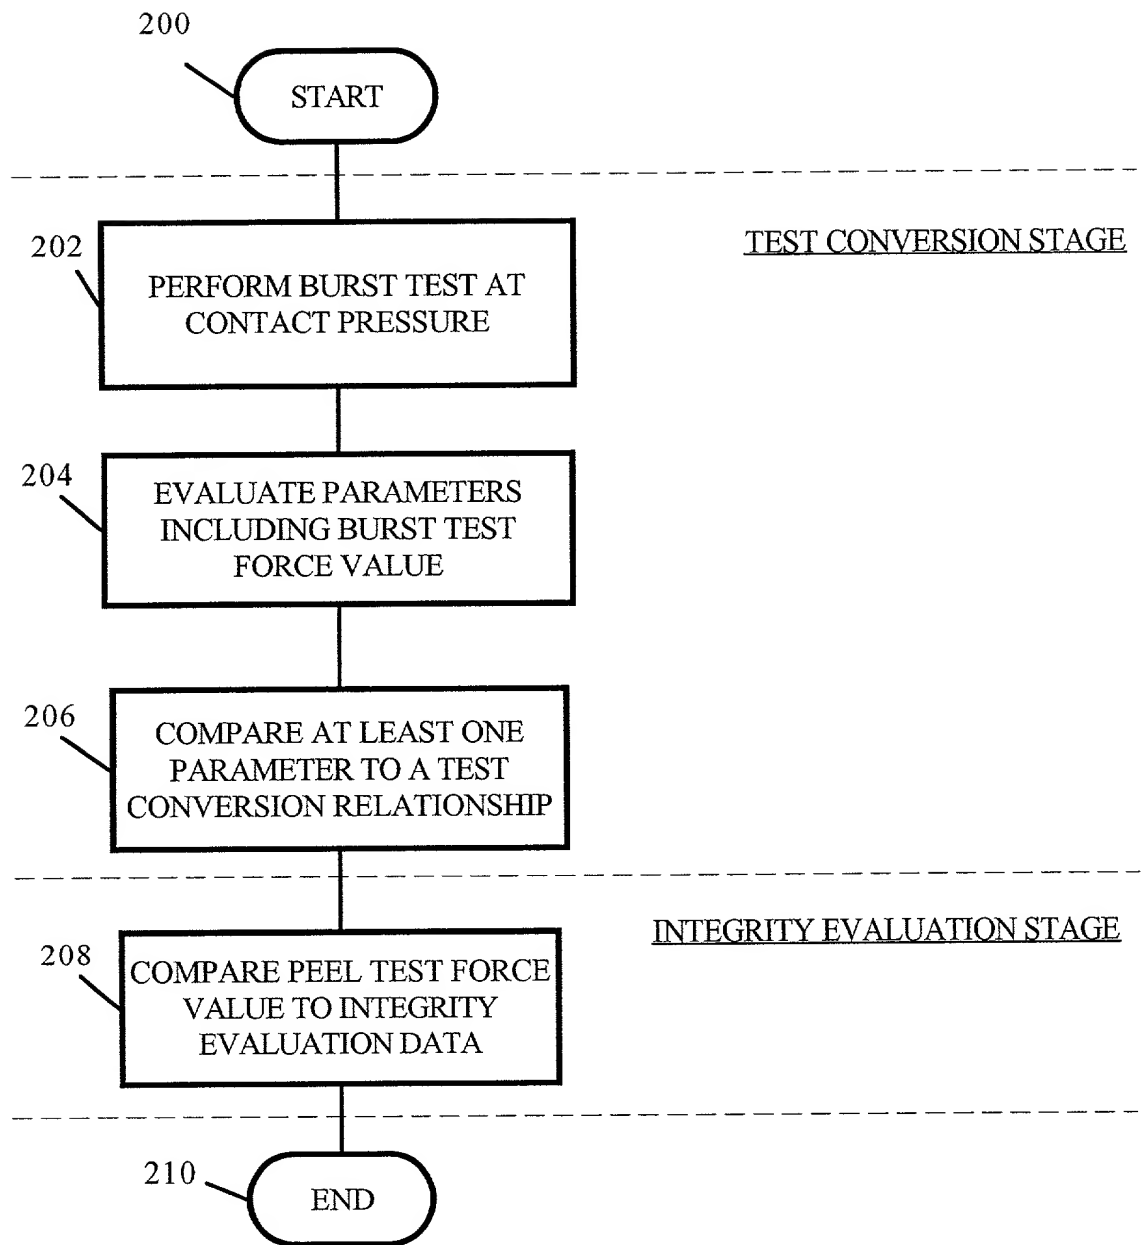 200
START
202
TEST CONVERSION STAGE
PERFORM BURST TEST AT
CONTACT PRESSURE
204
EVALUATE PARAMETERS
INCLUDING BURST TEST
FORCE VALUE
206
COMPARE AT LEAST ONE
PARAMETER TO A TEST
CONVERSION RELATIONSHIP
INTEGRITY EVALUATION STAGE
208
COMPARE PEEL TEST FORCE
VALUE TO INTEGRITY
EVALUATION DATA
210
END